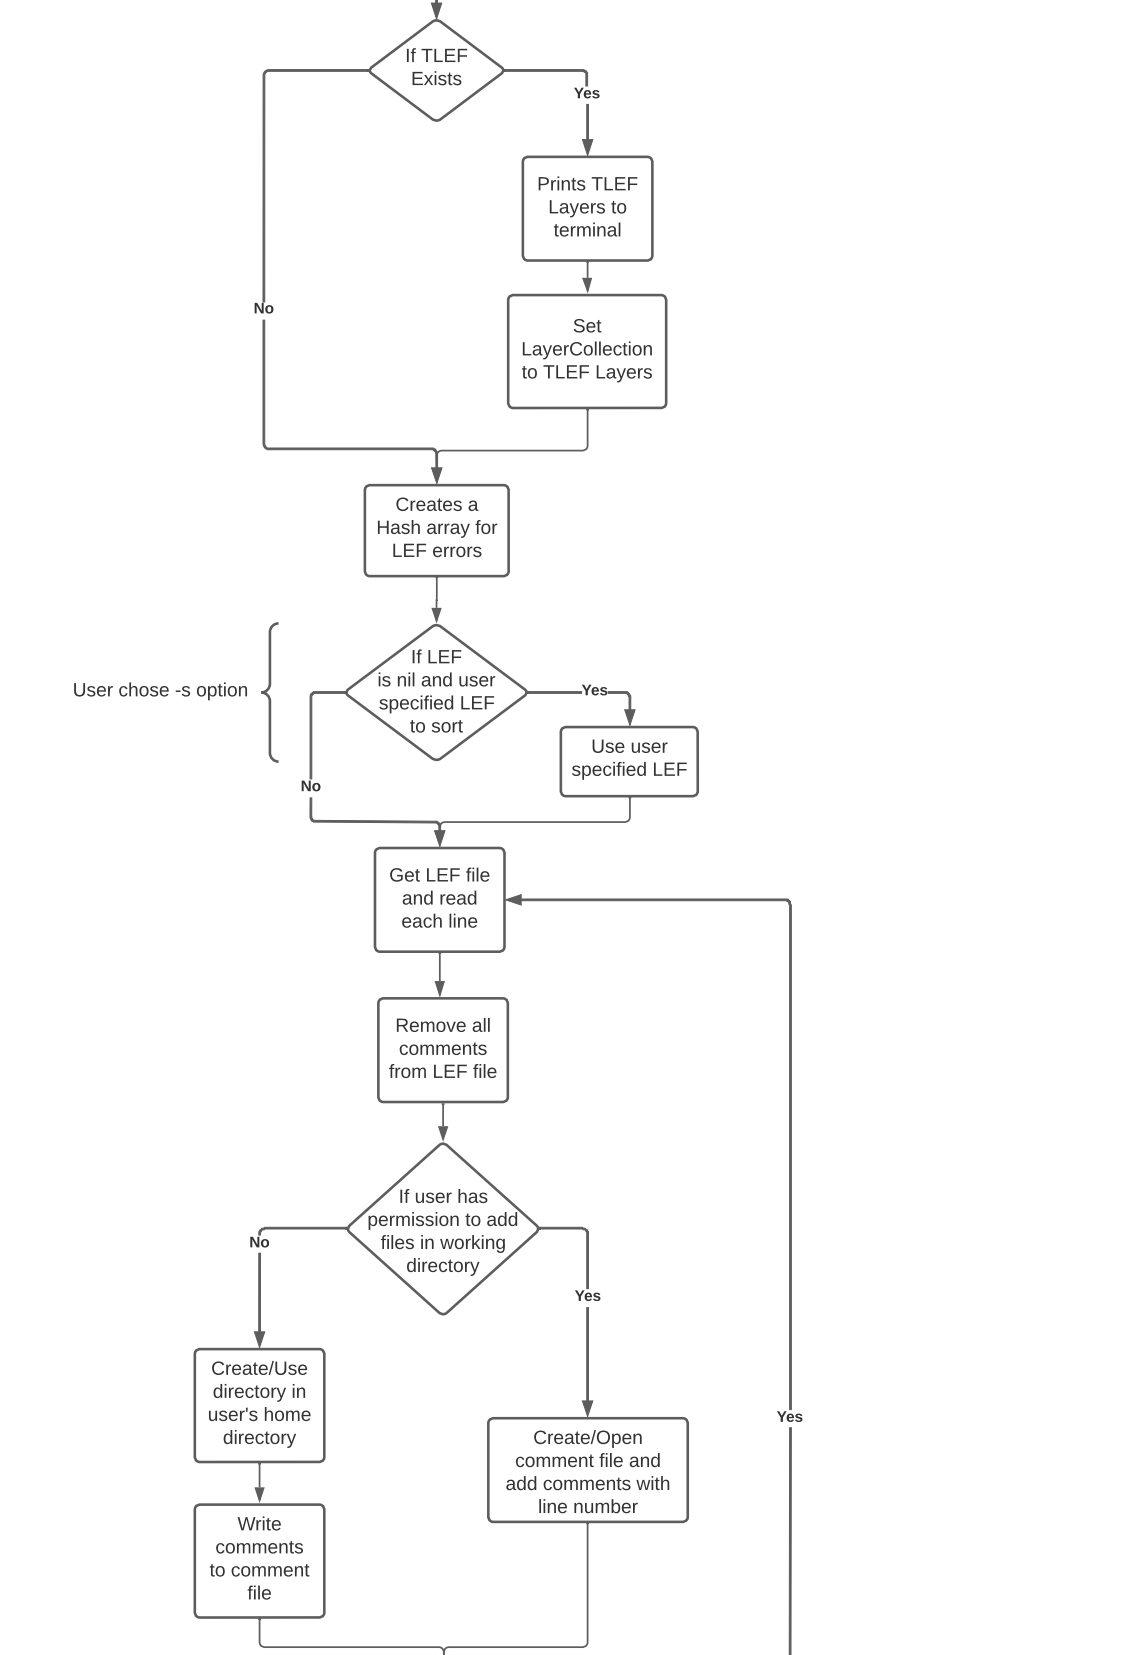 If TLEF
Exists
Yes
Prints TLEF
Layers to
terminal
No
Set
LayerCollection
to TLEF Layers
Creates a
Hash array for
LEF errors
User chose -s option
If LEF
is nil and user
specified LEF
to sort
Yes
Use user
specified LEF
No
Get LEF file
and read
each line
Remove all
comments
from LEF file
If user has
permission to add
files in working
directory
No
Yes
Create/Use
directory in
user's home
directory
Yes
Create/Open
comment file and
add comments with
line number
Write
comments
to comment
file